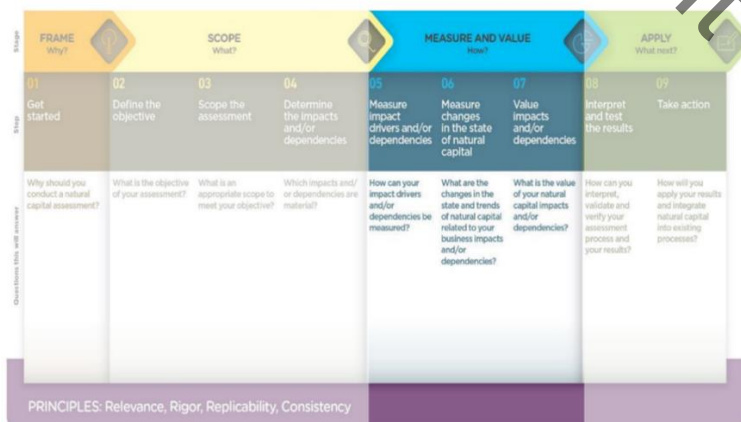 Stage
FRAME
Why?
SCOPE
What?
MEASURE AND VALUE
How?
APPLY
What next?
Step
01
Get
started
02
Define the
objective
03
Scope the
assessment
04
Determine
the impacts
and/or
dependencies
05
Measure
impact
drivers and/or
dependencies
06
Measure
changes
in the state
of natural
capital
07
Value
impacts
and/or
dependencies
08
Interpret
and test
the results
09
Take action
Questions this will answer
Why should you
conduct a natural
capital assessment?
What is the objective
of your assessment?
What is an
appropriate scope to
meet your objective?
Which impacts and/
or dependencies are
material?
How can your
impact drivers
and/or
dependencies be
measured?
What are the
changes in the
state and trends
of natural capital
related to your
business impacts
and/or
dependencies?
What is the value
of your natural
capital impacts
and/or
dependencies?
How can you
interpret,
validate and
verify your
assessment
process and
your results?
How will you
apply your results
and integrate
natural capital
into existing
processes?
PRINCIPLES: Relevance, Rigor, Replicability, Consistency